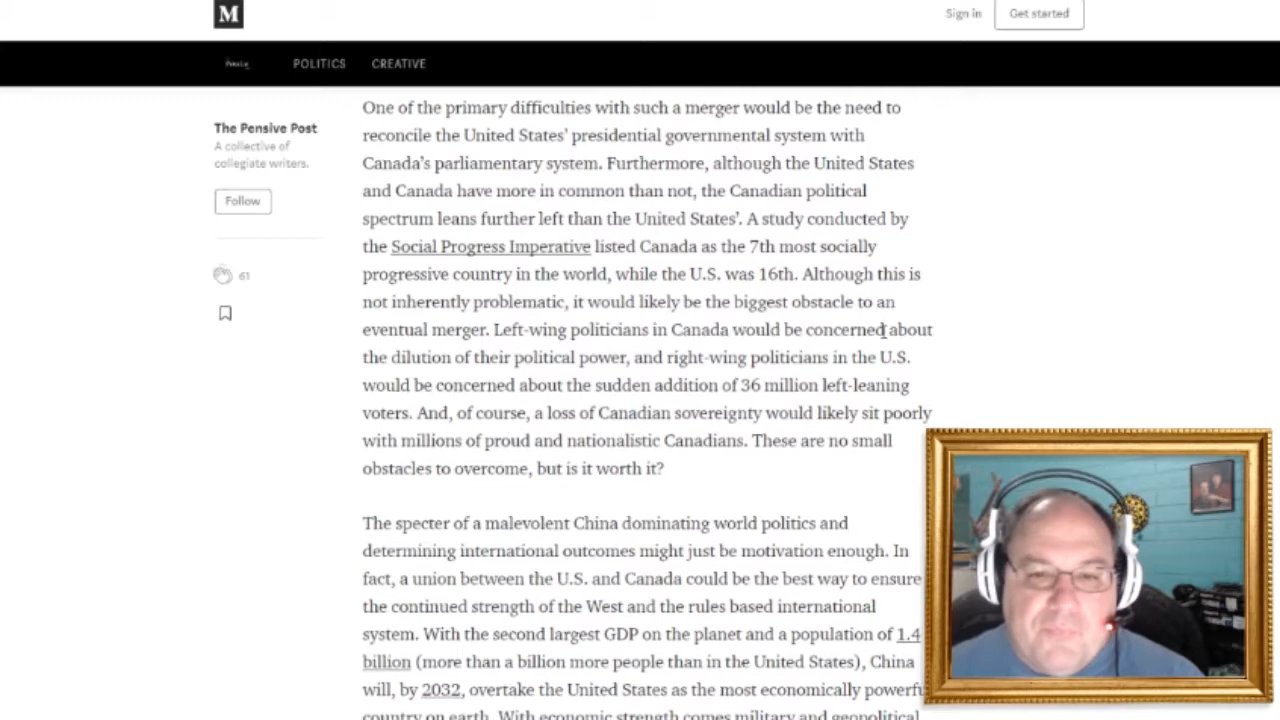 M
Sign in
Get started
POLITICS
CREATIVE
The Pensive Post
A collective of
collegiate writers.
Follow
61
One of the primary difficulties with such a merger would be the need to
reconcile the United States’ presidential governmental system with
Canada’s parliamentary system. Furthermore, although the United States
and Canada have more in common than not, the Canadian political
spectrum leans further left than the United States’. A study conducted by
the Social Progress Imperative listed Canada as the 7th most socially
progressive country in the world, while the U.S. was 16th. Although this is
not inherently problematic, it would likely be the biggest obstacle to an
eventual merger. Left-wing politicians in Canada would be concerned about
the dilution of their political power, and right-wing politicians in the U.S.
would be concerned about the sudden addition of 36 million left-leaning
voters. And, of course, a loss of Canadian sovereignty would likely sit poorly
with millions of proud and nationalistic Canadians. These are no small
obstacles to overcome, but is it worth it?
The specter of a malevolent China dominating world politics and
determining international outcomes might just be motivation enough. In
fact, a union between the U.S. and Canada could be the best way to ensure
the continued strength of the West and the rules based international
system. With the second largest GDP on the planet and a population of 1.4
billion (more than a billion more people than in the United States), China
will, by 2032, overtake the United States as the most economically powerfu
country on earth. With economic strength comes military and geopolitical